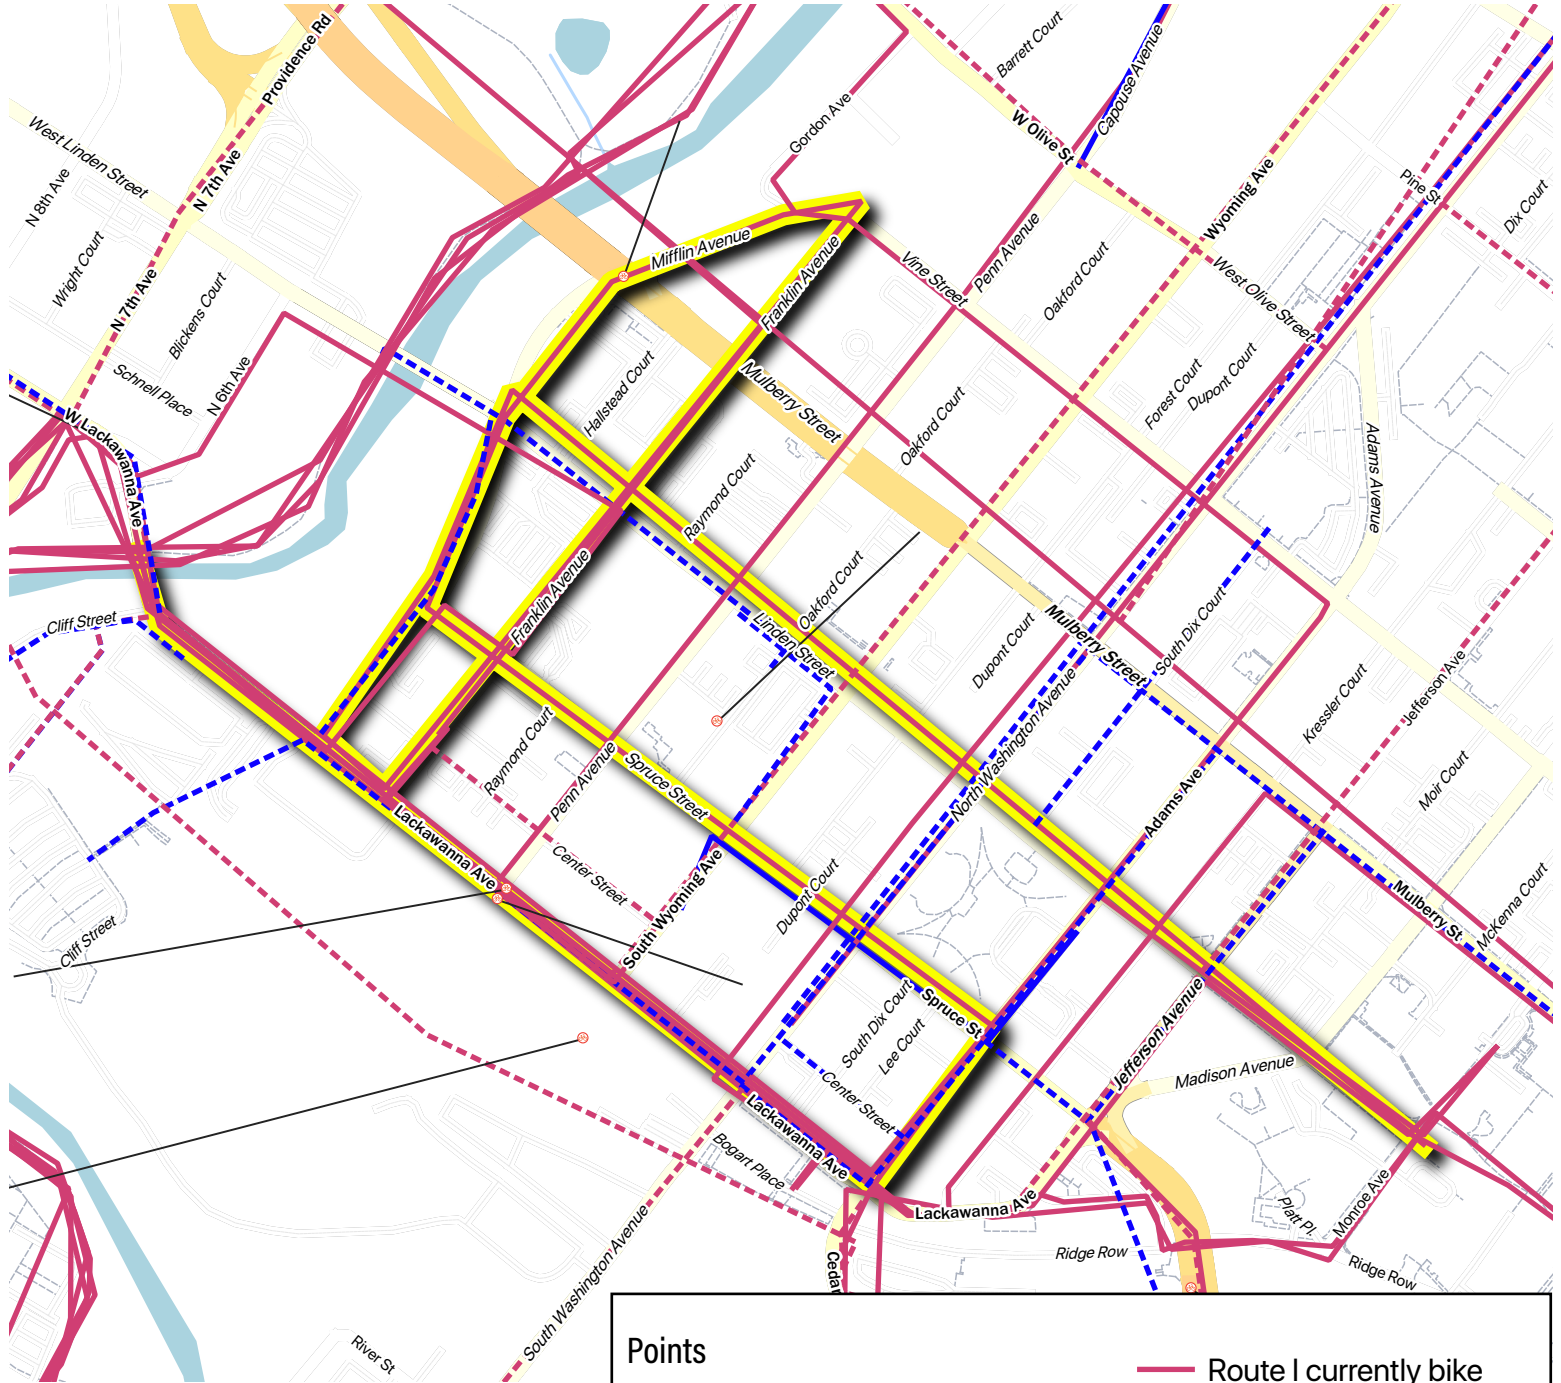 Providence Rd
Barrett Court
Capouse Avenue
West Linden Street
Gordon Ave
W Olive St
N 8th Ave
N 7th Ave
Wyoming Ave
Pine St
Dix Court
Wright Court
Mifflin Avenue
Penn Avenue
Oakford Court
West Olive Street
N 7th Ave
Blickens Court
Franklin Avenue
Vine Street
Schnell Place
N 6th Ave
Hallstead Court
Mulberry Street
Oakford Court
Forest Court
Dupont Court
Adams Avenue
W Lackawanna Ave
Raymond Court
Cliff Street
Franklin Avenue
Oakford Court
Linden Street
Dupont Court
Mulberry Street
South Dix Court
Kressler Court
Jefferson Ave
Raymond Court
Penn Avenue
Spruce Street
North Washington Avenue
Adams Ave
Moir Court
Lackawanna Ave
Center Street
South Wyoming Ave
Dupont Court
Mulberry St
McKenna Court
Cliff Street
South Dix Court
Lee Court
Spruce St
Jefferson Avenue
Madison Avenue
Center Street
Lackawanna Ave
Bogart Place
South Washington Avenue
Lackawanna Ave
Cedar
Ridge Row
Platt Pl.
Monroe Ave
Ridge Row
River St
Points
Route I currently bike